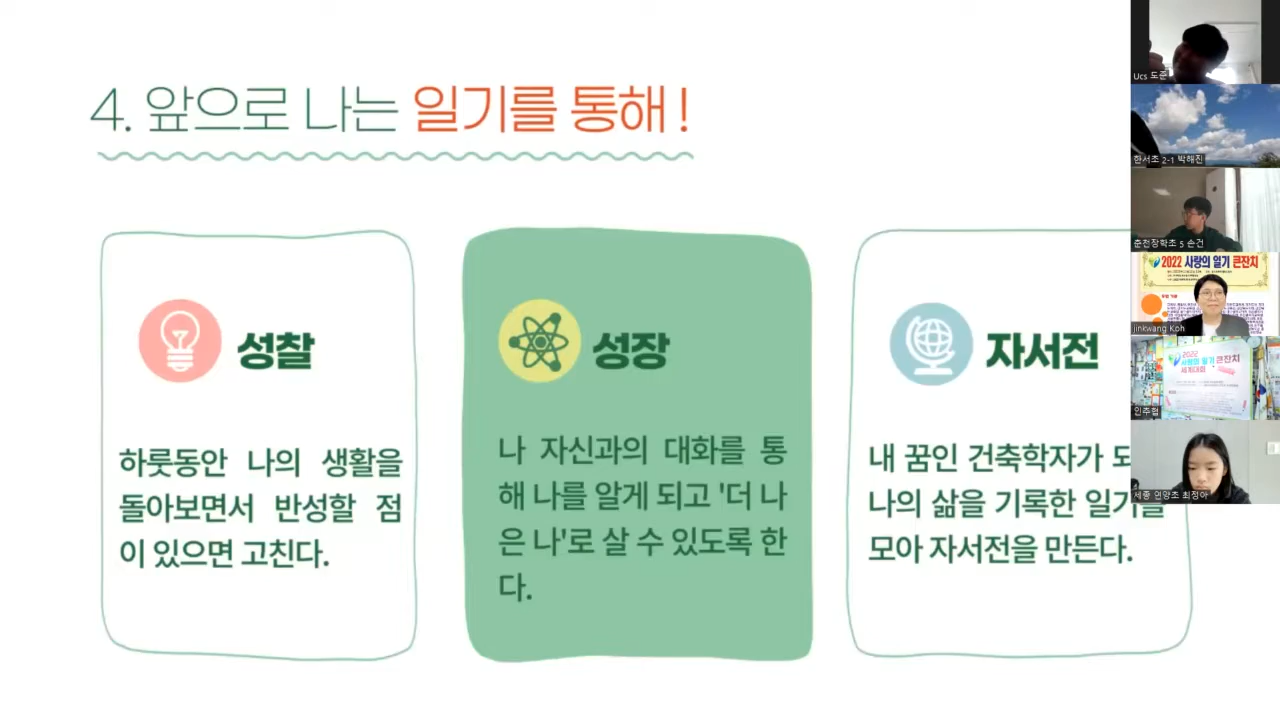 4. 앞으로 나는 일기를 통해!
성찰
하룻동안 나의 생활을
돌아보면서 반성할 점
이 있으면 고친다.
성장
나 자신과의 대화를 통
해 나를 알게 되고 '더 나
은 나'로 살 수 있도록 한
다.
자서전
내 꿈인 건축학자가 되
나의 삶을 기록한 일기를
모아 자서전을 만든다.
Ucs 도준
한서초 2-1 박해진
춘천장학초 5 손건
2022 사랑의 일기 큰잔치
jinkwang Koh
2022
사랑의 일기 큰잔치
세계대회
인추협
세종 연양초 최정아